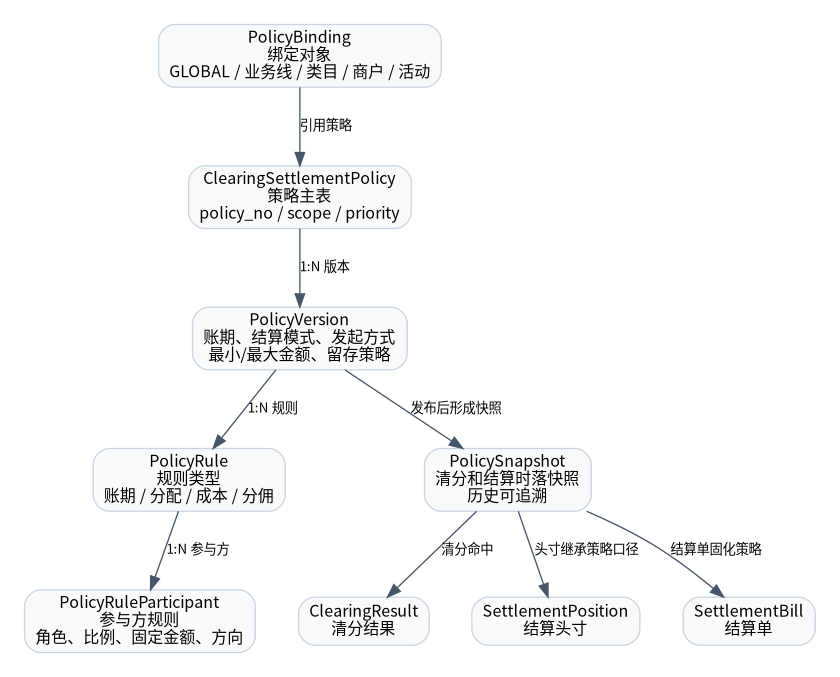 PolicyBinding
绑定对象
GLOBAL / 业务线 / 类目 / 商户 / 活动
引用策略
ClearingSettlementPolicy
策略主表
policy_no / scope / priority
1:N 版本
PolicyVersion
账期、结算模式、发起方式
最小/最大金额、留存策略
1:N 规则
发布后形成快照
PolicyRule
规则类型
账期 / 分配 / 成本 / 分佣
PolicySnapshot
清分和结算时落快照
历史可追溯
1:N 参与方
清分命中
头寸继承策略口径
结算单固化策略
PolicyRuleParticipant
参与方规则
角色、比例、固定金额、方向
ClearingResult
清分结果
SettlementPosition
结算头寸
SettlementBill
结算单